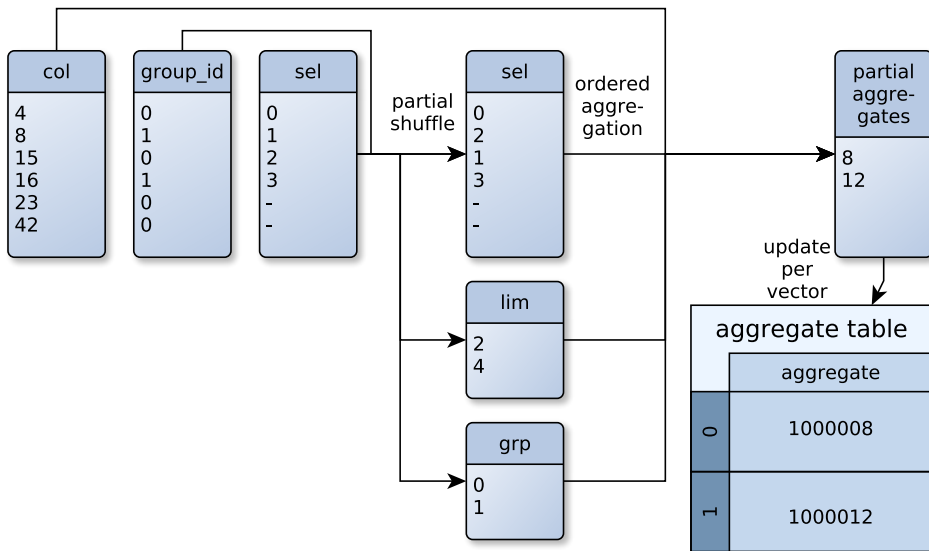 col
4
8
15
16
23
42
group_id
0
1
0
1
0
0
sel
0
1
2
3
-
-
partial
shuffle
sel
0
2
1
3
-
-
ordered
aggre-
gation
lim
2
4
grp
0
1
partial
aggre-
gates
8
12
update
per
vector
aggregate table
aggregate
0
1000008
1
1000012